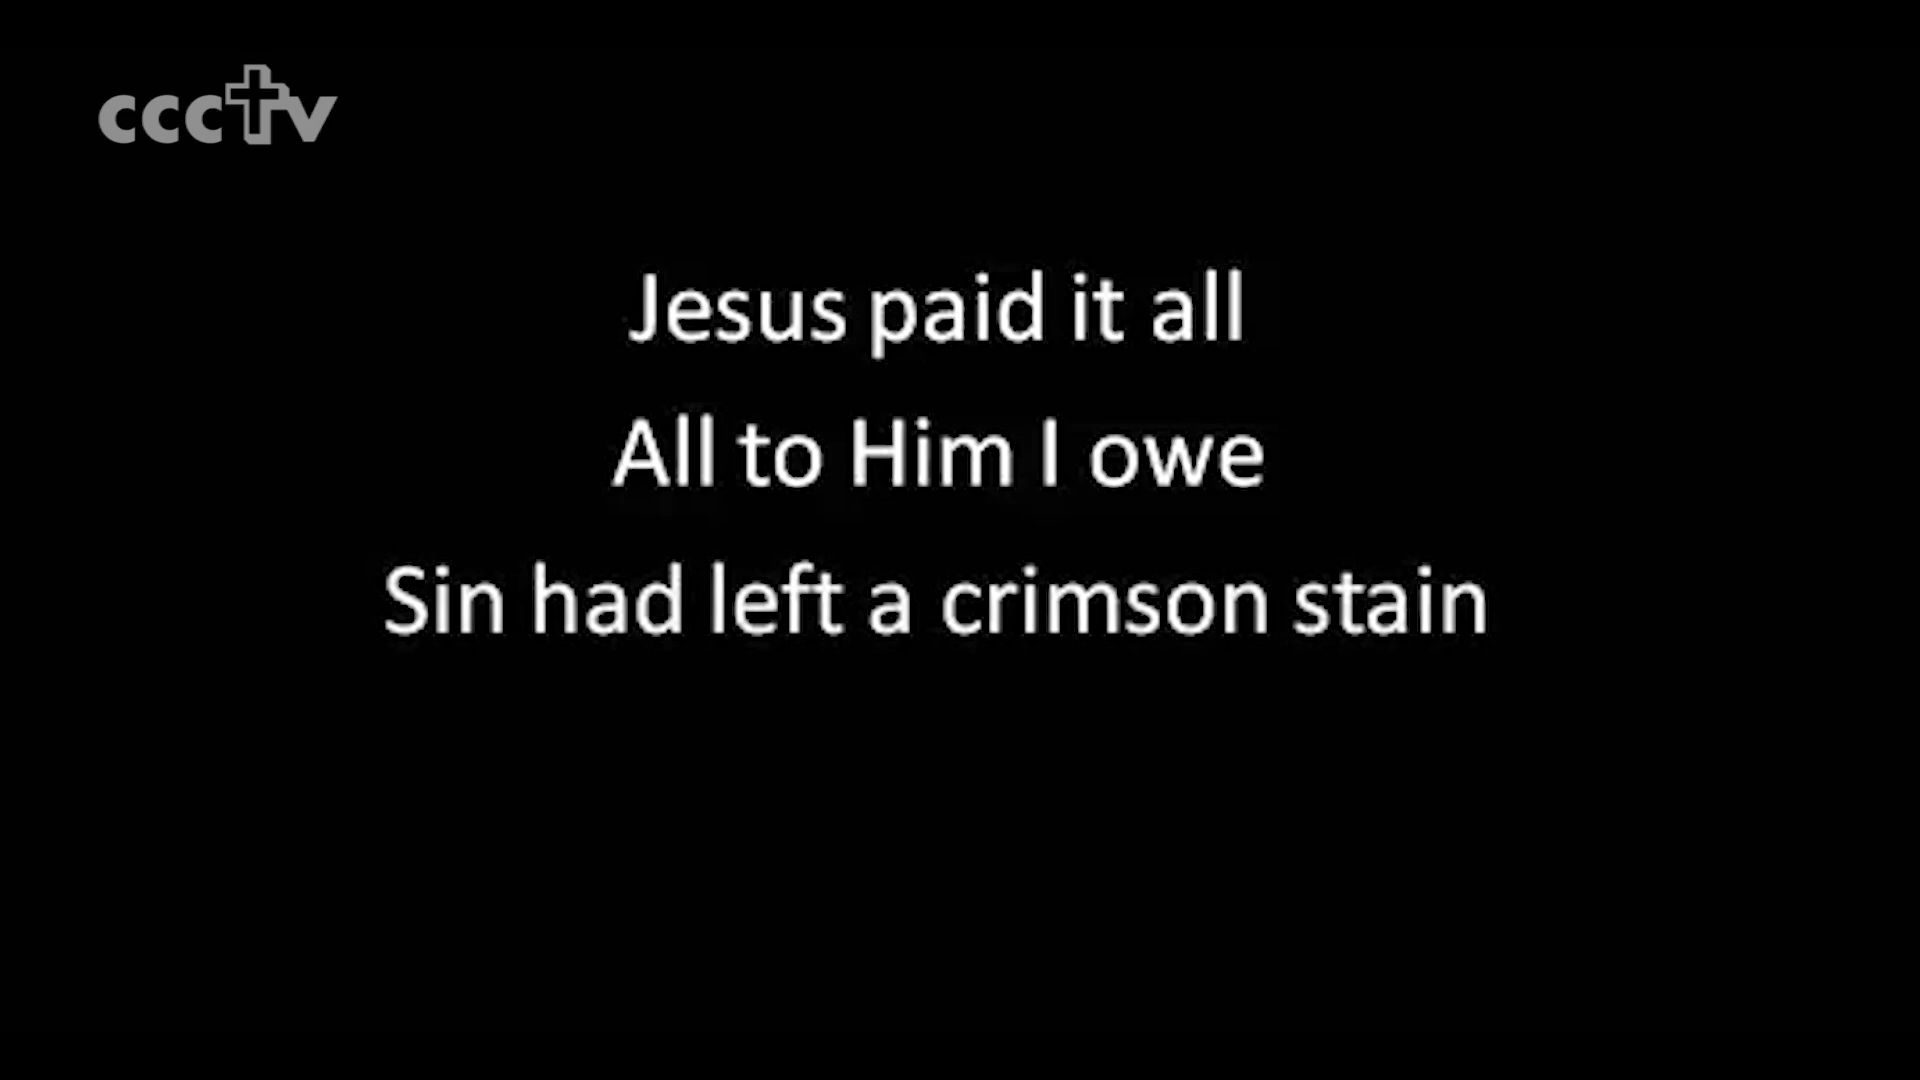 ccctv
Jesus paid it all
All to Him I owe
Sin had left a crimson stain